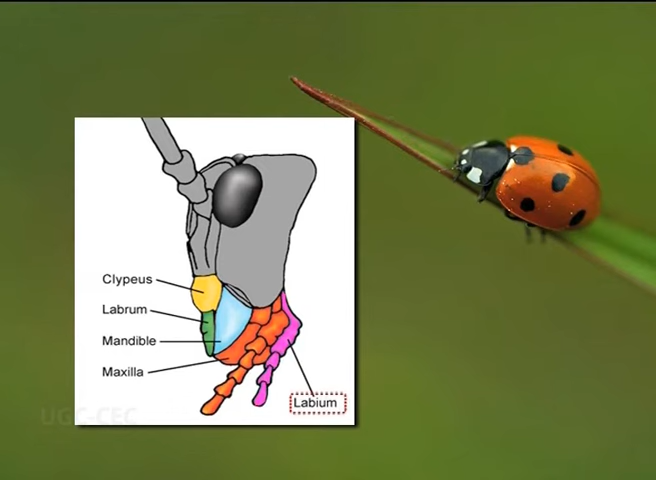 Clypeus
Labrum
Mandible
Maxilla
Labium
UGC-CEC